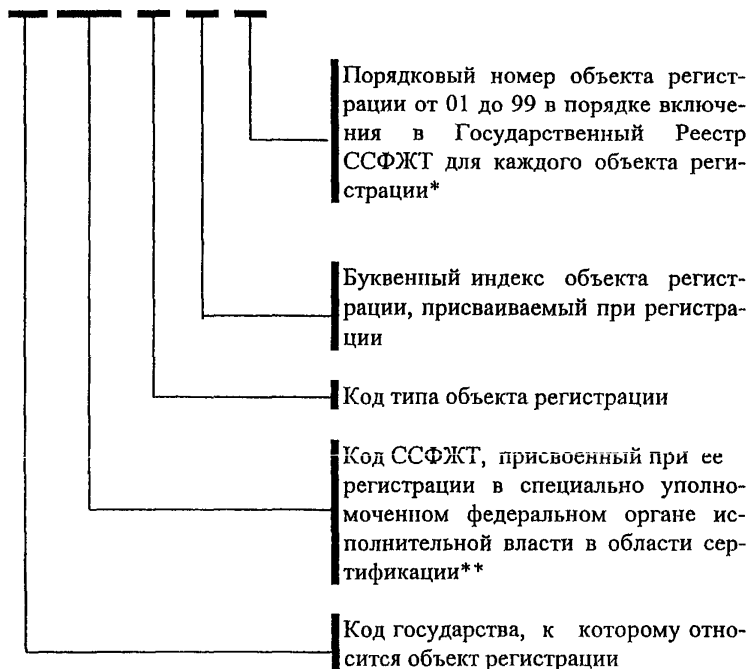 Порядковый номер объекта регист-
рации от 01 до 99 в порядке включе-
ния в Государственный Реестр
ССФЖТ для каждого объекта реги-
страции*
Буквенный индекс объекта регист-
рации, присваиваемый при регистра-
ции
Код типа объекта регистрации
Код ССФЖТ, присвоенный при ее
регистрации в специально уполно-
моченном федеральном органе ис-
полнительной власти в области сер-
тификации**
Код государства, к которому отно-
сится объект регистрации